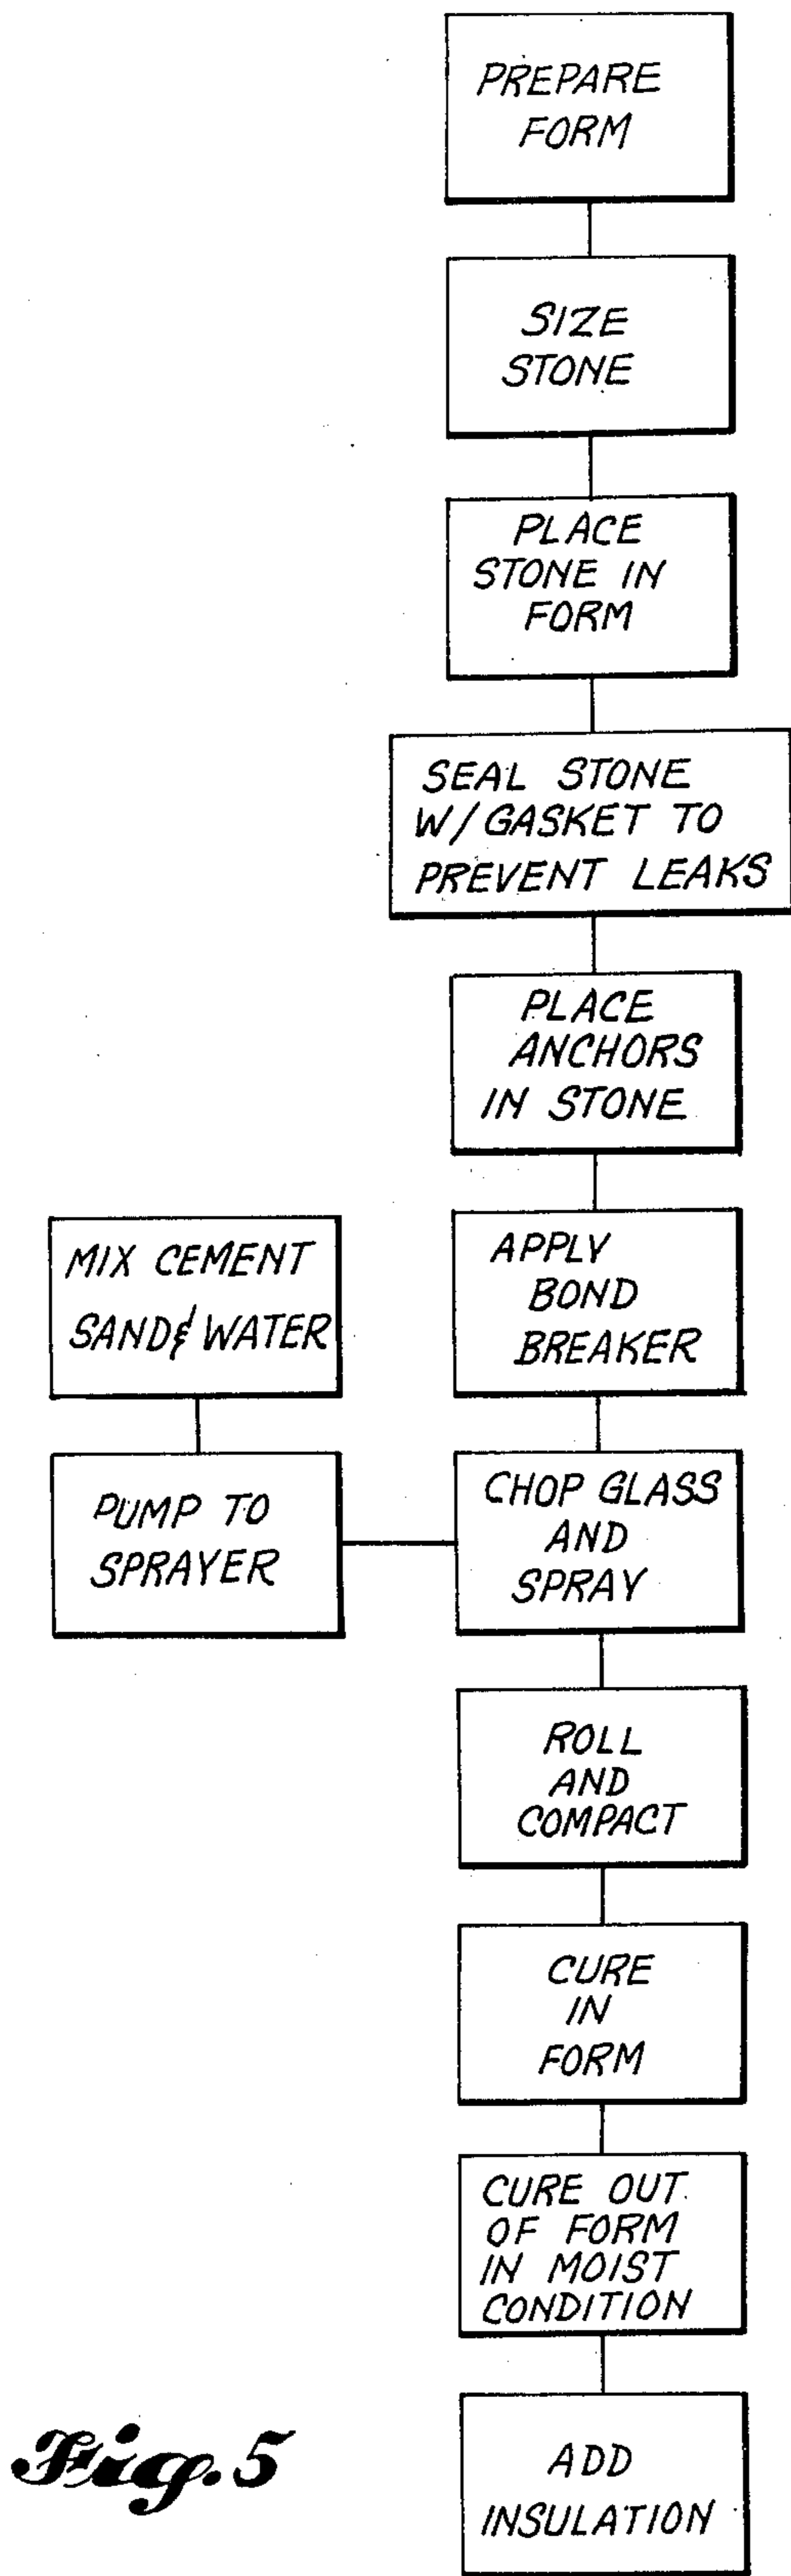 PREPARE
FORM
SIZE
STONE
PLACE
STONE IN
FORM
SEAL STONE
W/GASKET TO
PREVENT LEAKS
PLACE
ANCHORS
IN STONE
MIX CEMENT
SAND & WATER
APPLY
BOND
BREAKER
PUMP TO
SPRAYER
CHOP GLASS
AND
SPRAY
ROLL
AND
COMPACT
CURE
IN
FORM
CURE OUT
OF FORM
IN MOIST
CONDITION
ADD
INSULATION
Fig. 5